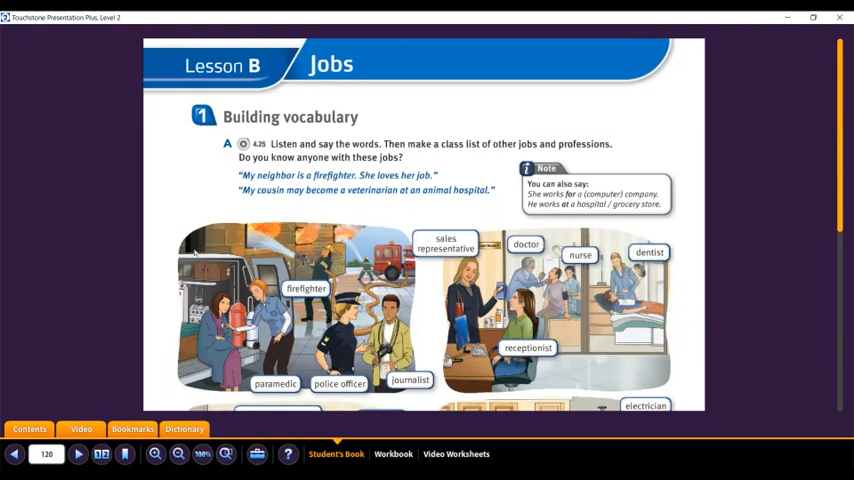 Touchstone Presentation Plus, Level 2
Lesson B
Jobs
1 Building vocabulary
A 4.25 Listen and say the words. Then make a class list of other jobs and professions.
Do you know anyone with these jobs?
"My neighbor is a firefighter. She loves her job."
"My cousin may become a veterinarian at an animal hospital."
i Note
You can also say:
She works for a (computer) company.
He works at a hospital / grocery store.
sales
representative
doctor
nurse
dentist
firefighter
receptionist
paramedic
police officer
journalist
electrician
Contents
Video
Bookmarks
Dictionary
120
1 2
100%
?
Student's Book
Workbook
Video Worksheets